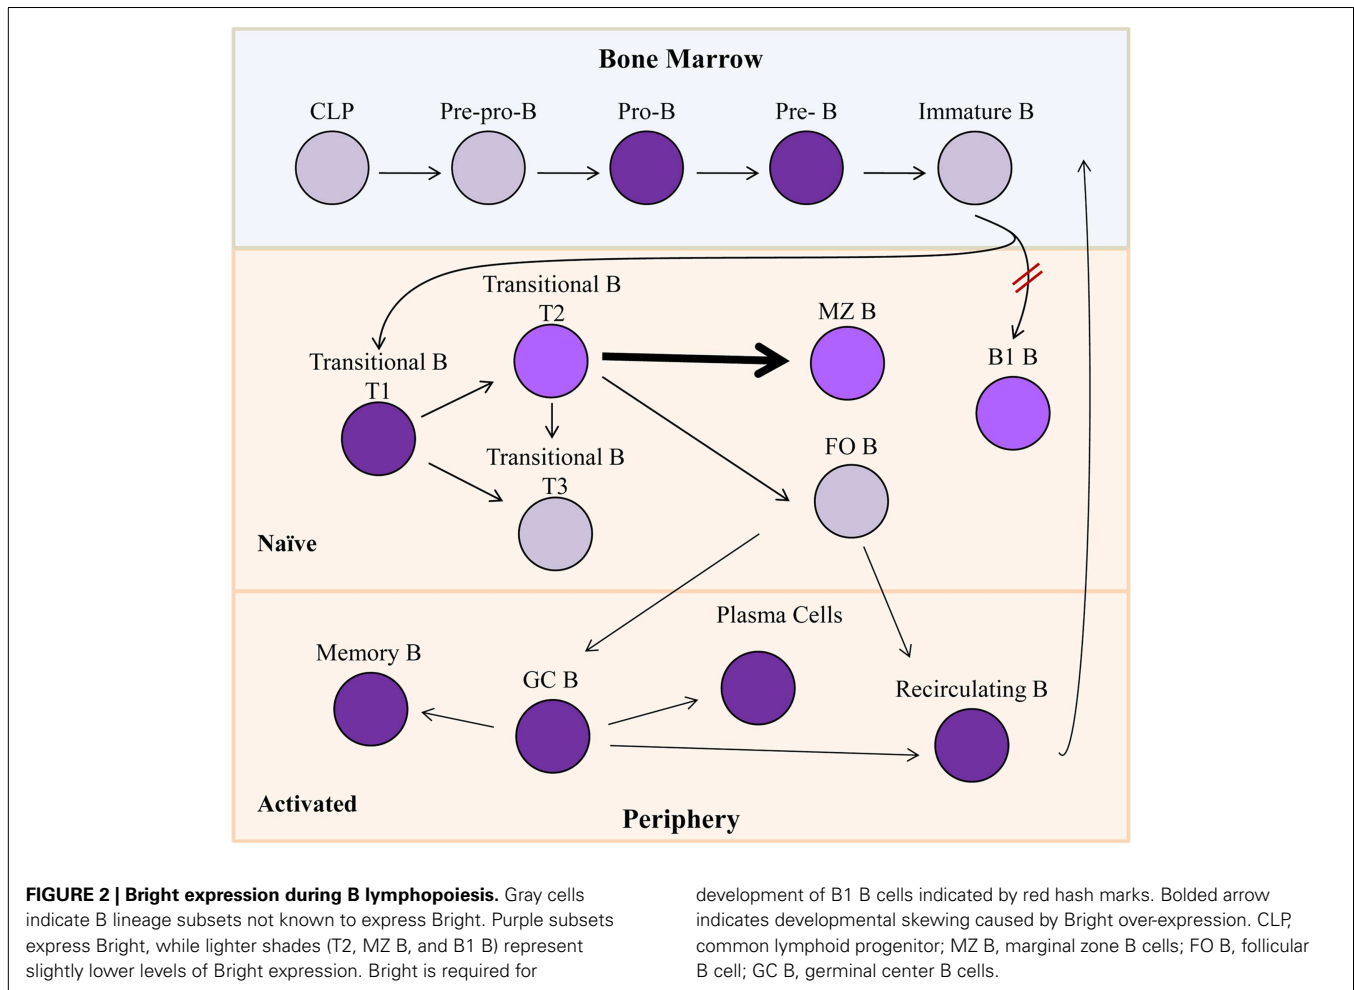 Bone Marrow
CLP
Pre-pro-B
Pro-B
Pre- B
Immature B
Transitional B
T2
MZ B
B1 B
Transitional B
T1
FO B
Transitional B
T3
Naïve
Plasma Cells
Memory B
GC B
Recirculating B
Activated
Periphery
FIGURE 2 | Bright expression during B lymphopoiesis. Gray cells
indicate B lineage subsets not known to express Bright. Purple subsets
express Bright, while lighter shades (T2, MZ B, and B1 B) represent
slightly lower levels of Bright expression. Bright is required for
development of B1 B cells indicated by red hash marks. Bolded arrow
indicates developmental skewing caused by Bright over-expression. CLP,
common lymphoid progenitor; MZ B, marginal zone B cells; FO B, follicular
B cell; GC B, germinal center B cells.